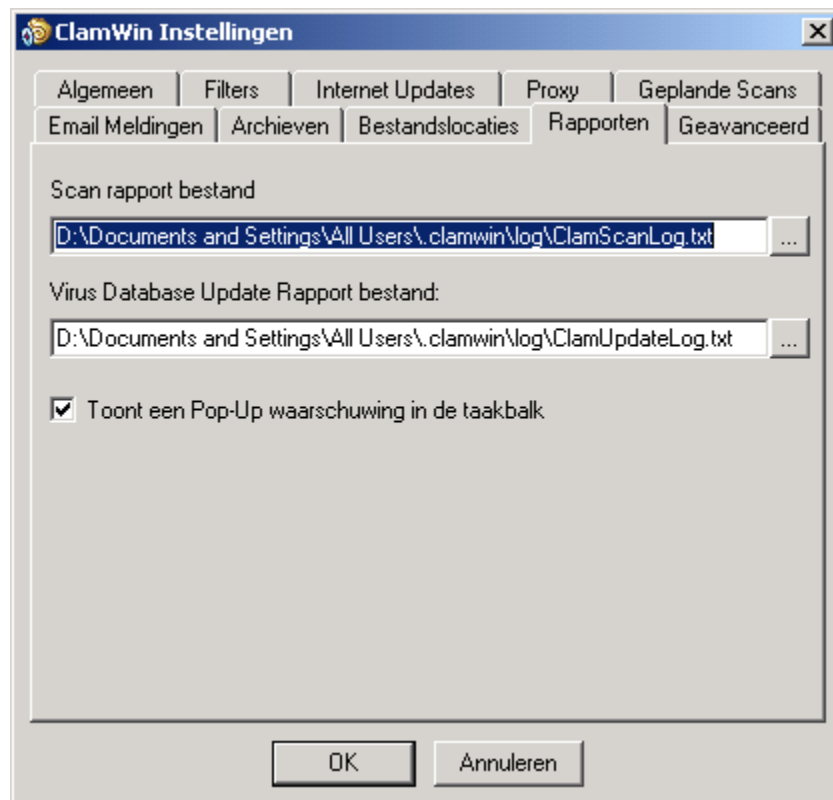 ClamWin Instellingen
Algemeen Filters Internet Updates Proxy Geplande Scans
Email Meldingen Archieven Bestandslocaties Rapporten Geavanceerd
Scan rapport bestand
D:\Documents and Settings\All Users\.clamwin\log\ClamScanLog.txt ...
Virus Database Update Rapport bestand:
D:\Documents and Settings\All Users\.clamwin\log\ClamUpdateLog.txt ...
Toont een Pop-Up waarschuwing in de taakbalk
OK Annuleren